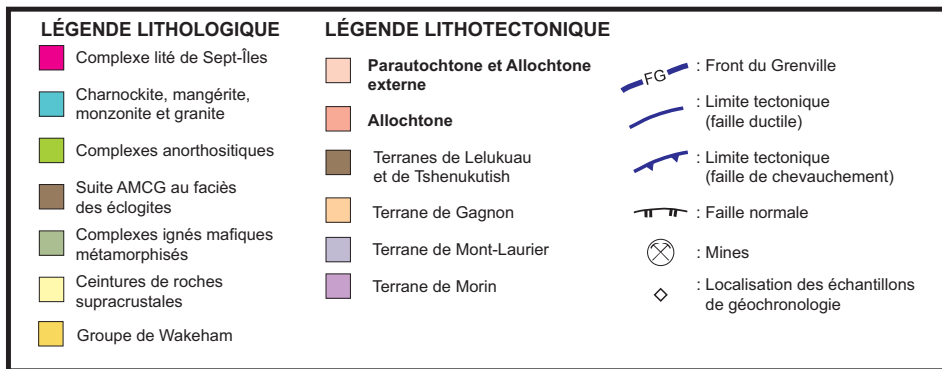 LÉGENDE LITHOLOGIQUE
Complexe lité de Sept-Îles
Charnockite, mangérite,
monzonite et granite
Complexes anorthositiques
Suite AMCG au faciès
des éclogites
Complexes ignés mafiques
métamorphisés
Ceintures de roches
supracrustales
Groupe de Wakeham
LÉGENDE LITHOTECTONIQUE
Parautochtone et Allochtone
externe
Allochtone
Terranes de Lelukuau
et de Tshenukutish
Terrane de Gagnon
Terrane de Mont-Laurier
Terrane de Morin
FG : Front du Grenville
: Limite tectonique
(faille ductile)
: Limite tectonique
(faille de chevauchement)
: Faille normale
: Mines
: Localisation des échantillons
de géochronologie